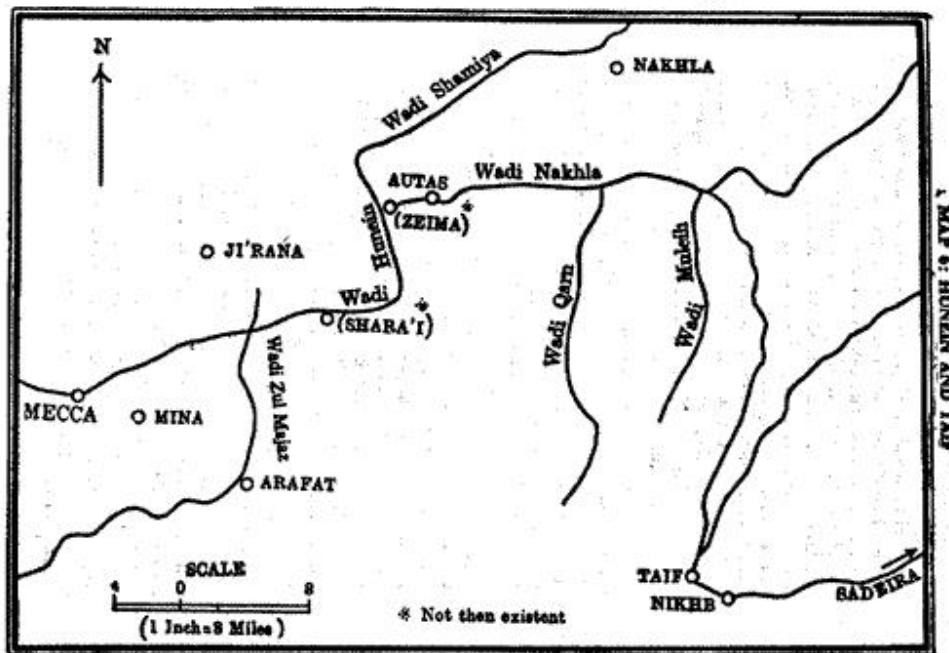 N
Wadi Shamiya
NAKHLA
Wadi Nakhla
AUTAS
(ZEIMA)*
Hunein
JI'RANA
Wadi
(SHARA'I)*
Wadi Qarn
Wadi Muleih
MECCA
MINA
Wadi Zul Majaz
ARAFAT
SCALE
4 0 8
(1 Inch=8 Miles)
* Not then existent
TAIF
NIKHB
SADEIRA
MAP 6: HUNEIN AND TAIF